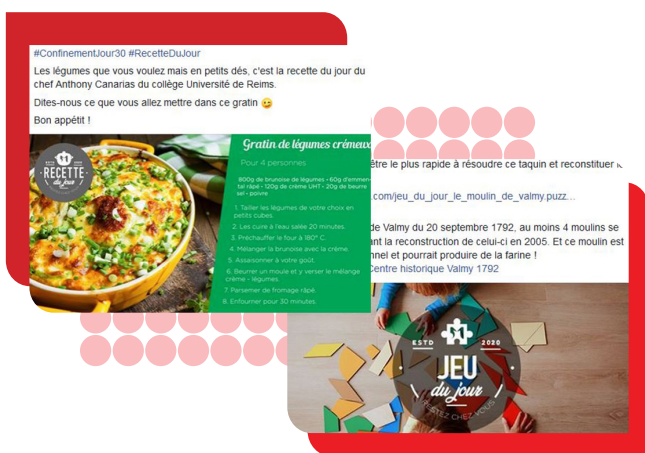 #ConfinementJour30 #RecetteDuJour
Les légumes que vous voulez mais en petits dés, c'est la recette du jour du
chef Anthony Canarias du collège Université de Reims.
Dites-nous ce que vous allez mettre dans ce gratin 😋
Bon appétit !
RECETTE
du jour
Gratin de légumes crémeux
Pour 4 personnes
800g de brunoise de légumes • 60g d'emmen-
tal râpé • 120g de crème UHT • 20g de beurre
sel • poivre
1. Tailler les légumes de votre choix en
petits cubes.
2. Les cuire à l'eau salée 20 minutes.
3. Préchauffer le four à 180° C.
4. Mélanger la brunoise avec la crème.
5. Assaisonner à votre goût.
6. Beurrer un moule et y verser le mélange
crème - légumes.
7. Parsemer de fromage râpé.
8. Enfourner pour 30 minutes.
être le plus rapide à résoudre ce taquin et reconstituer
.com/jeu_du_jour_le_moulin_de_valmy.puzz...
de Valmy du 20 septembre 1792, au moins 4 moulins se
ant la reconstruction de celui-ci en 2005. Et ce moulin est
nnel et pourrait produire de la farine !
Centre historique Valmy 1792
ESTD 2020
JEU
du jour
RESTEZ CHEZ VOUS